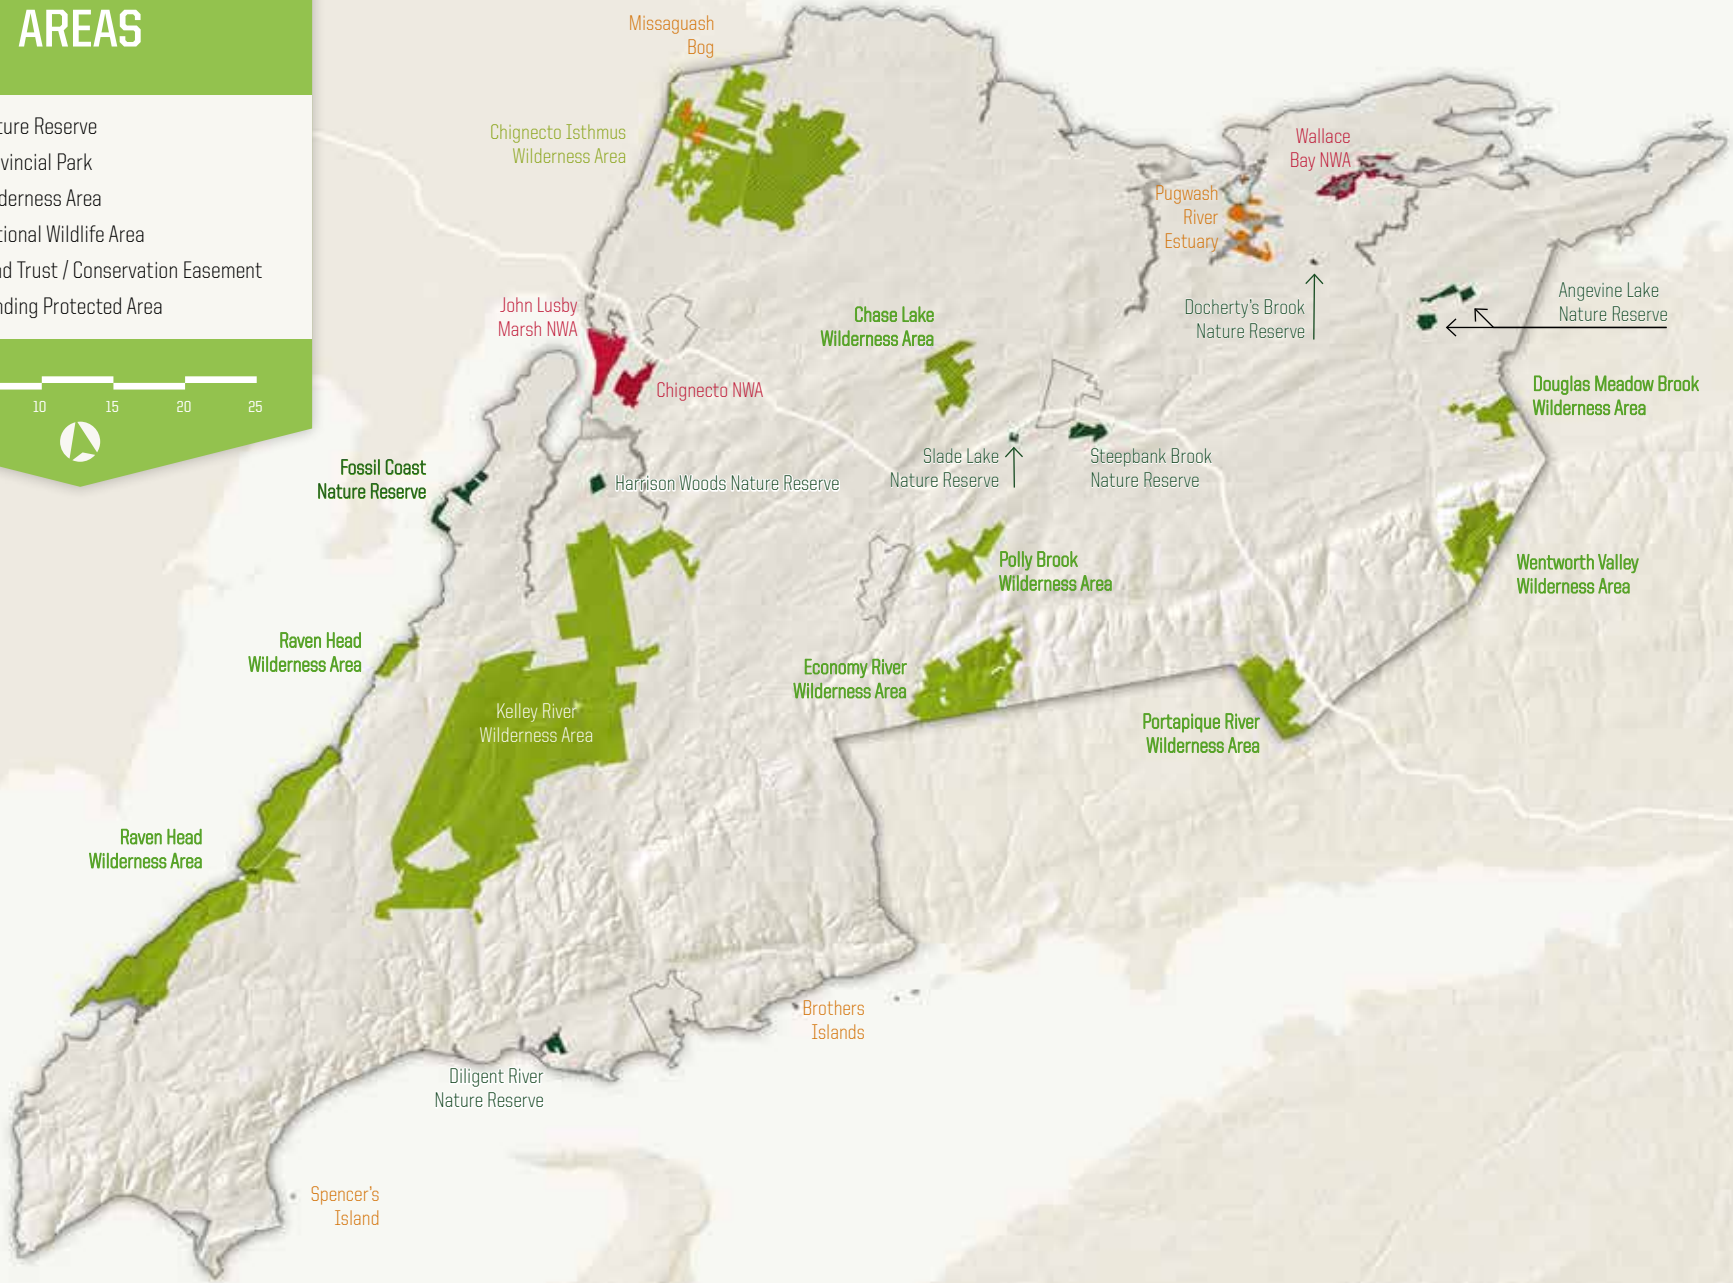 AREAS
ture Reserve
vincial Park
derness Area
tional Wildlife Area
nd Trust / Conservation Easement
nding Protected Area
10 15 20 25
Missaguash
Bog
Chignecto Isthmus
Wilderness Area
Wallace
Bay NWA
Pugwash
River
Estuary
John Lusby
Marsh NWA
Chignecto NWA
Chase Lake
Wilderness Area
Docherty's Brook
Nature Reserve
Angevine Lake
Nature Reserve
Douglas Meadow Brook
Wilderness Area
Fossil Coast
Nature Reserve
Harrison Woods Nature Reserve
Slade Lake
Nature Reserve
Steepbank Brook
Nature Reserve
Polly Brook
Wilderness Area
Wentworth Valley
Wilderness Area
Raven Head
Wilderness Area
Kelley River
Wilderness Area
Economy River
Wilderness Area
Portapique River
Wilderness Area
Raven Head
Wilderness Area
Brothers
Islands
Diligent River
Nature Reserve
Spencer's
Island